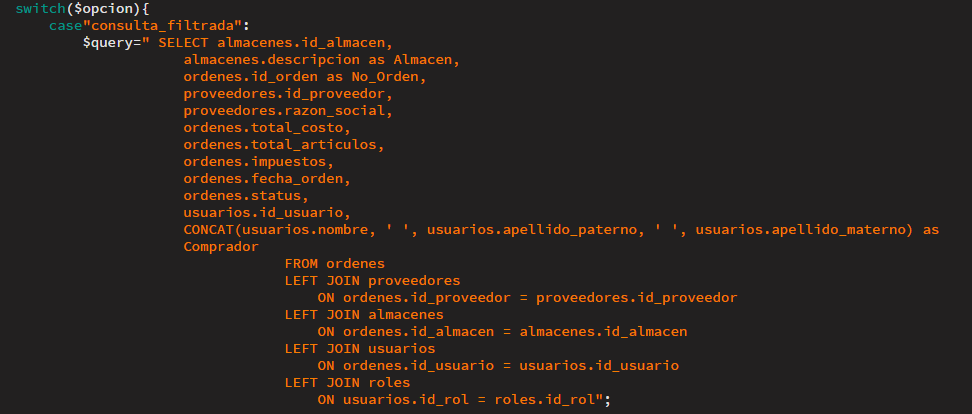 switch($opcion){
case"consulta_filtrada":
$query=" SELECT almacenes.id_almacen,
almacenes.descripcion as Almacen,
ordenes.id_orden as No_Orden,
proveedores.id_proveedor,
proveedores.razon_social,
ordenes.total_costo,
ordenes.total_articulos,
ordenes.impuestos,
ordenes.fecha_orden,
ordenes.status,
usuarios.id_usuario,
CONCAT(usuarios.nombre, ' ', usuarios.apellido_paterno, ' ', usuarios.apellido_materno) as
Comprador
FROM ordenes
LEFT JOIN proveedores
ON ordenes.id_proveedor = proveedores.id_proveedor
LEFT JOIN almacenes
ON ordenes.id_almacen = almacenes.id_almacen
LEFT JOIN usuarios
ON ordenes.id_usuario = usuarios.id_usuario
LEFT JOIN roles
ON usuarios.id_rol = roles.id_rol";